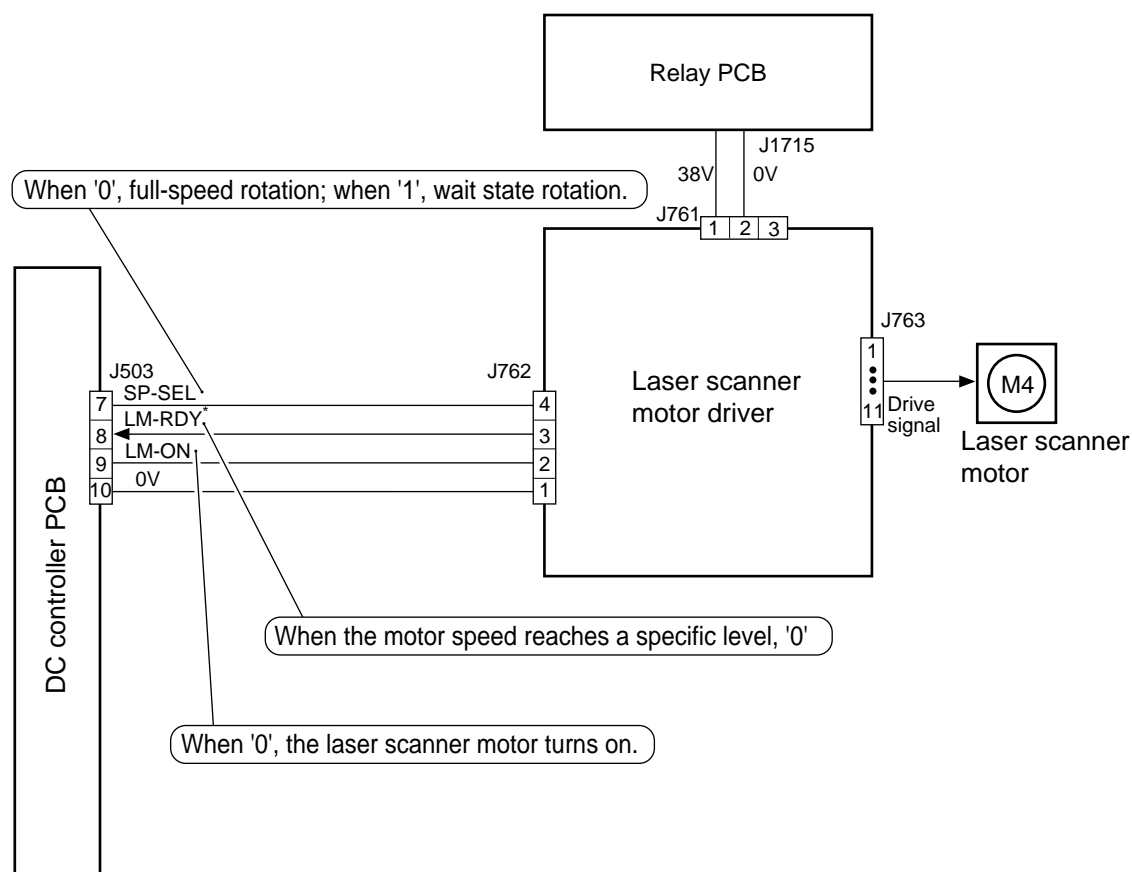 Relay PCB
J1715
38V
0V
When '0', full-speed rotation; when '1', wait state rotation.
J761
1 2 3
J763
J503
J762
Laser scanner
motor driver
1
11
Drive
signal
M4
Laser scanner
motor
7
SP-SEL
4
8
LM-RDY*
3
9
LM-ON
2
10
0V
1
DC controller PCB
When the motor speed reaches a specific level, '0'
When '0', the laser scanner motor turns on.